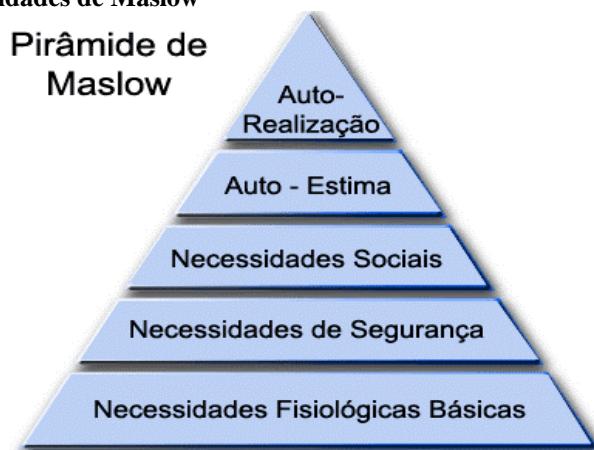 idades de Maslow
Pirâmide de
Maslow
Auto-
Realização
Auto - Estima
Necessidades Sociais
Necessidades de Segurança
Necessidades Fisiológicas Básicas